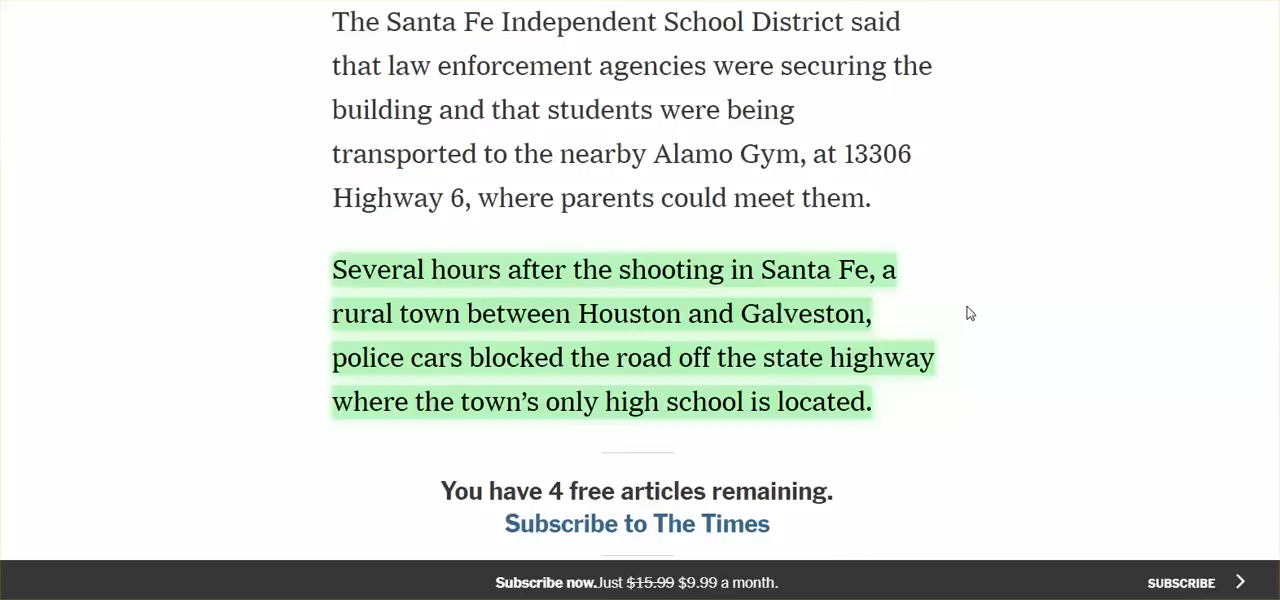 The Santa Fe Independent School District said
that law enforcement agencies were securing the
building and that students were being
transported to the nearby Alamo Gym, at 13306
Highway 6, where parents could meet them.
Several hours after the shooting in Santa Fe, a
rural town between Houston and Galveston,
police cars blocked the road off the state highway
where the town’s only high school is located.
You have 4 free articles remaining.
Subscribe to The Times
Subscribe now.Just $15.99 $9.99 a month.
SUBSCRIBE